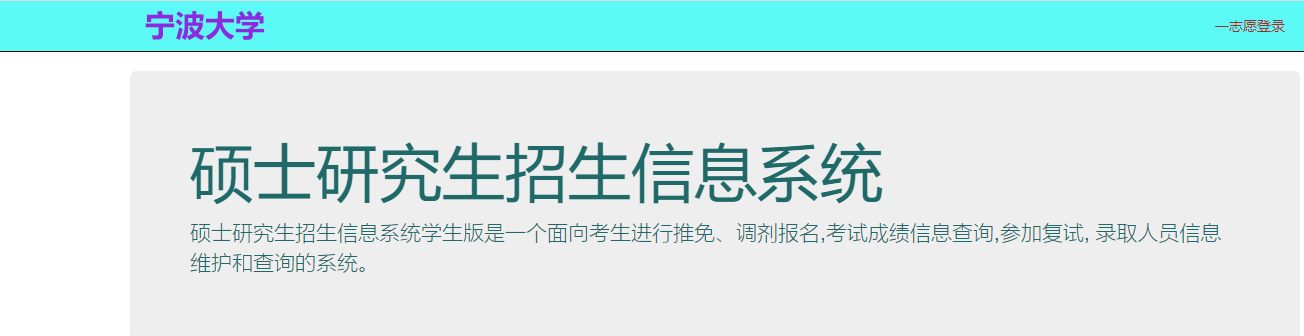 宁波大学
一志愿登录
硕士研究生招生信息系统
硕士研究生招生信息系统学生版是一个面向考生进行推免、调剂报名,考试成绩信息查询,参加复试, 录取人员信息
维护和查询的系统。